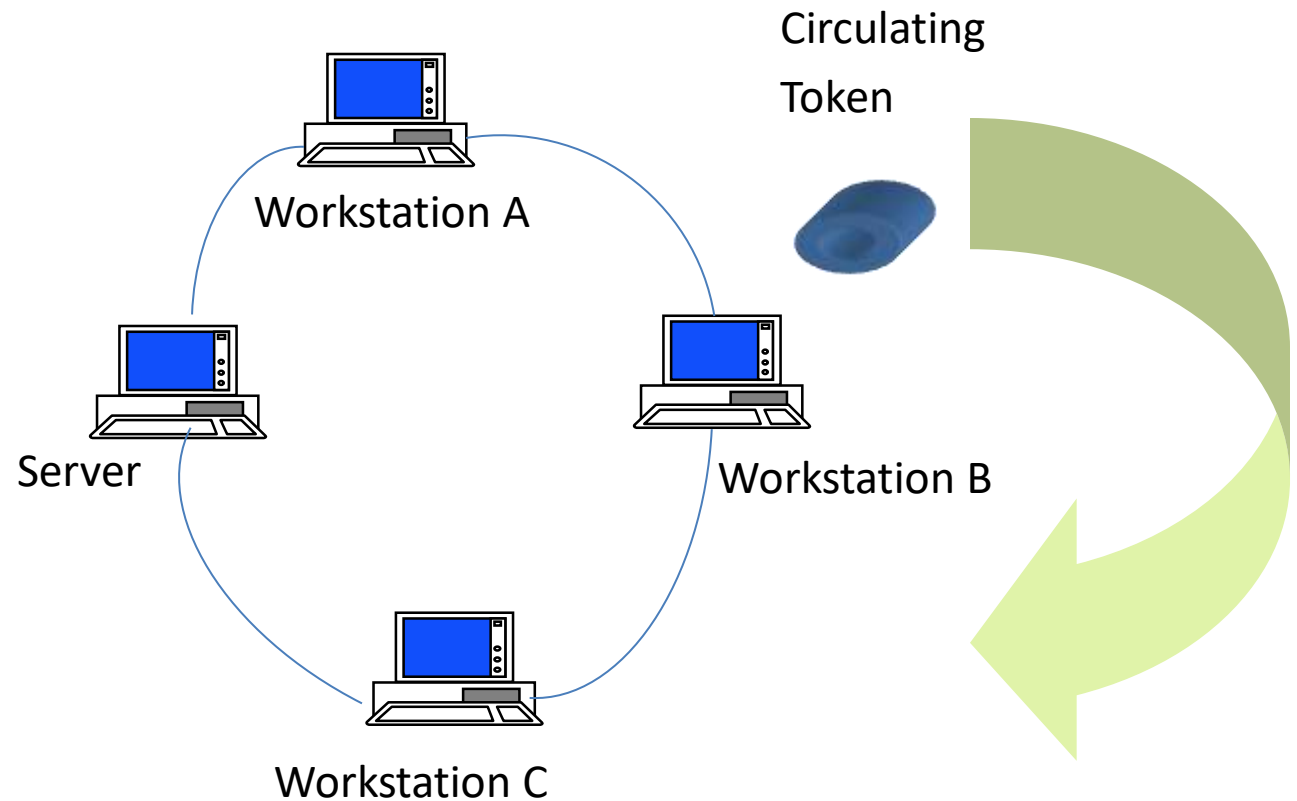 Circulating
Token
Workstation A
Server
Workstation B
Workstation C